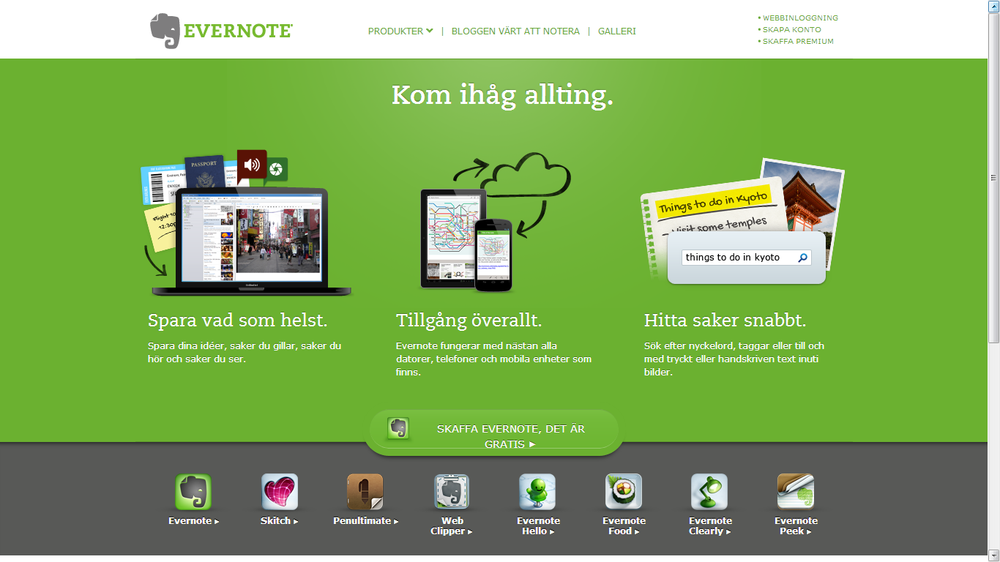 EVERNOTE
PRODUKTER | BLOGGEN VÄRT ATT NOTERA | GALLERI
• WEBBINLOGGNING
• SKAPA KONTO
• SKAFFA PREMIUM
Kom ihåg allting.
PASSPORT
EN1024
Flight 10
12:30p
Things to do in Kyoto
visit some temples
things to do in kyoto
Spara vad som helst.
Spara dina idéer, saker du gillar, saker du
hör och saker du ser.
Tillgång överallt.
Evernote fungerar med nästan alla
datorer, telefoner och mobila enheter som
finns.
Hitta saker snabbt.
Sök efter nyckelord, taggar eller till och
med tryckt eller handskriven text inuti
bilder.
SKAFFA EVERNOTE, DET ÄR
GRATIS ►
Evernote ►
Skitch ►
Penultimate ►
Web
Clipper ►
Evernote
Hello ►
Evernote
Food ►
Evernote
Clearly ►
Evernote
Peek ►